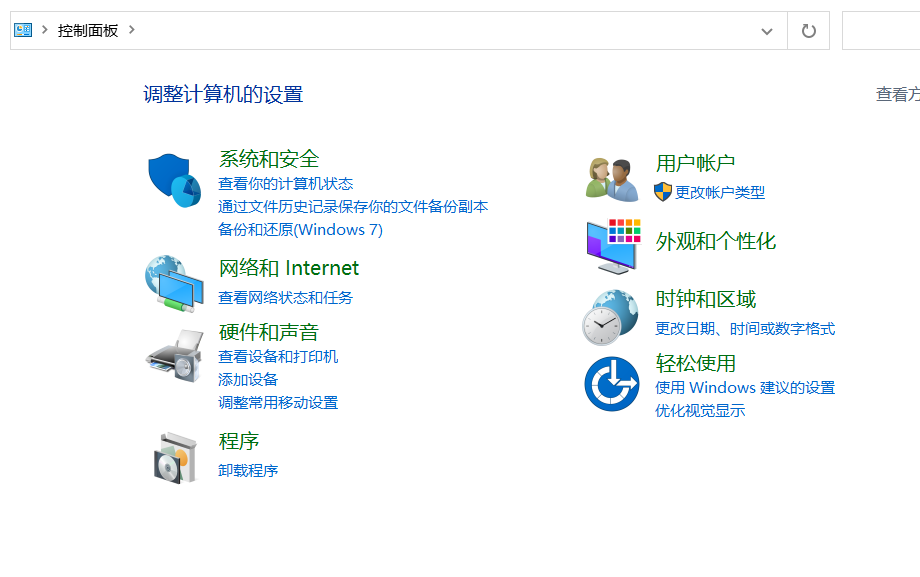 控制面板
调整计算机的设置
查看方
系统和安全
查看你的计算机状态
通过文件历史记录保存你的文件备份副本
备份和还原(Windows 7)
网络和 Internet
查看网络状态和任务
硬件和声音
查看设备和打印机
添加设备
调整常用移动设置
程序
卸载程序
用户帐户
更改帐户类型
外观和个性化
时钟和区域
更改日期、时间或数字格式
轻松使用
使用 Windows 建议的设置
优化视觉显示